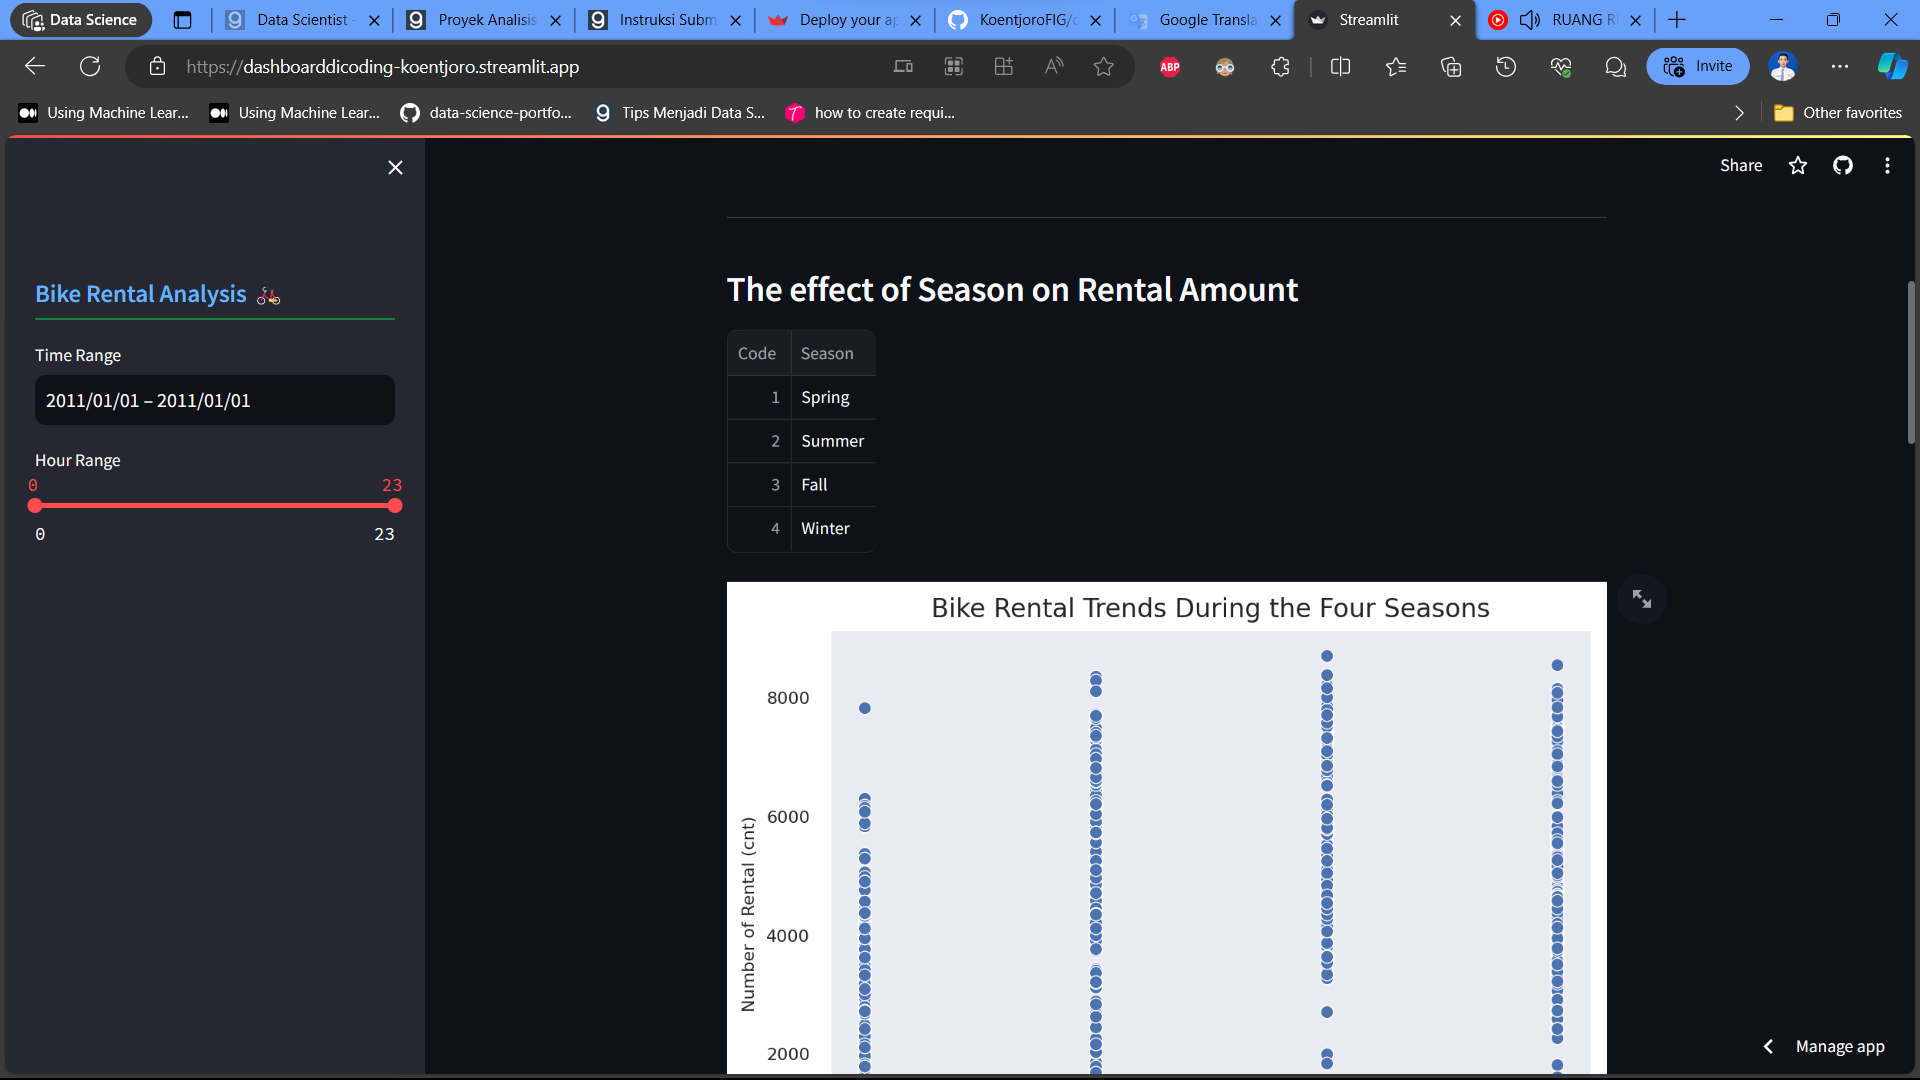 Data Science
Data Scientist -
Proyek Analisis
Instruksi Subm
Deploy your ap
KoentjoroFIG/c
Google Transla
Streamlit
RUANG R
https://dashboarddicoding-koentjoro.streamlit.app
ABP
Invite
Using Machine Lear...
Using Machine Lear...
data-science-portfo...
Tips Menjadi Data S...
how to create requi...
Other favorites
Share
Bike Rental Analysis
Time Range
2011/01/01 – 2011/01/01
Hour Range
0 23
0 23
The effect of Season on Rental Amount
Code Season
1 Spring
2 Summer
3 Fall
4 Winter
Bike Rental Trends During the Four Seasons
Number of Rental (cnt)
8000
6000
4000
2000
Manage app